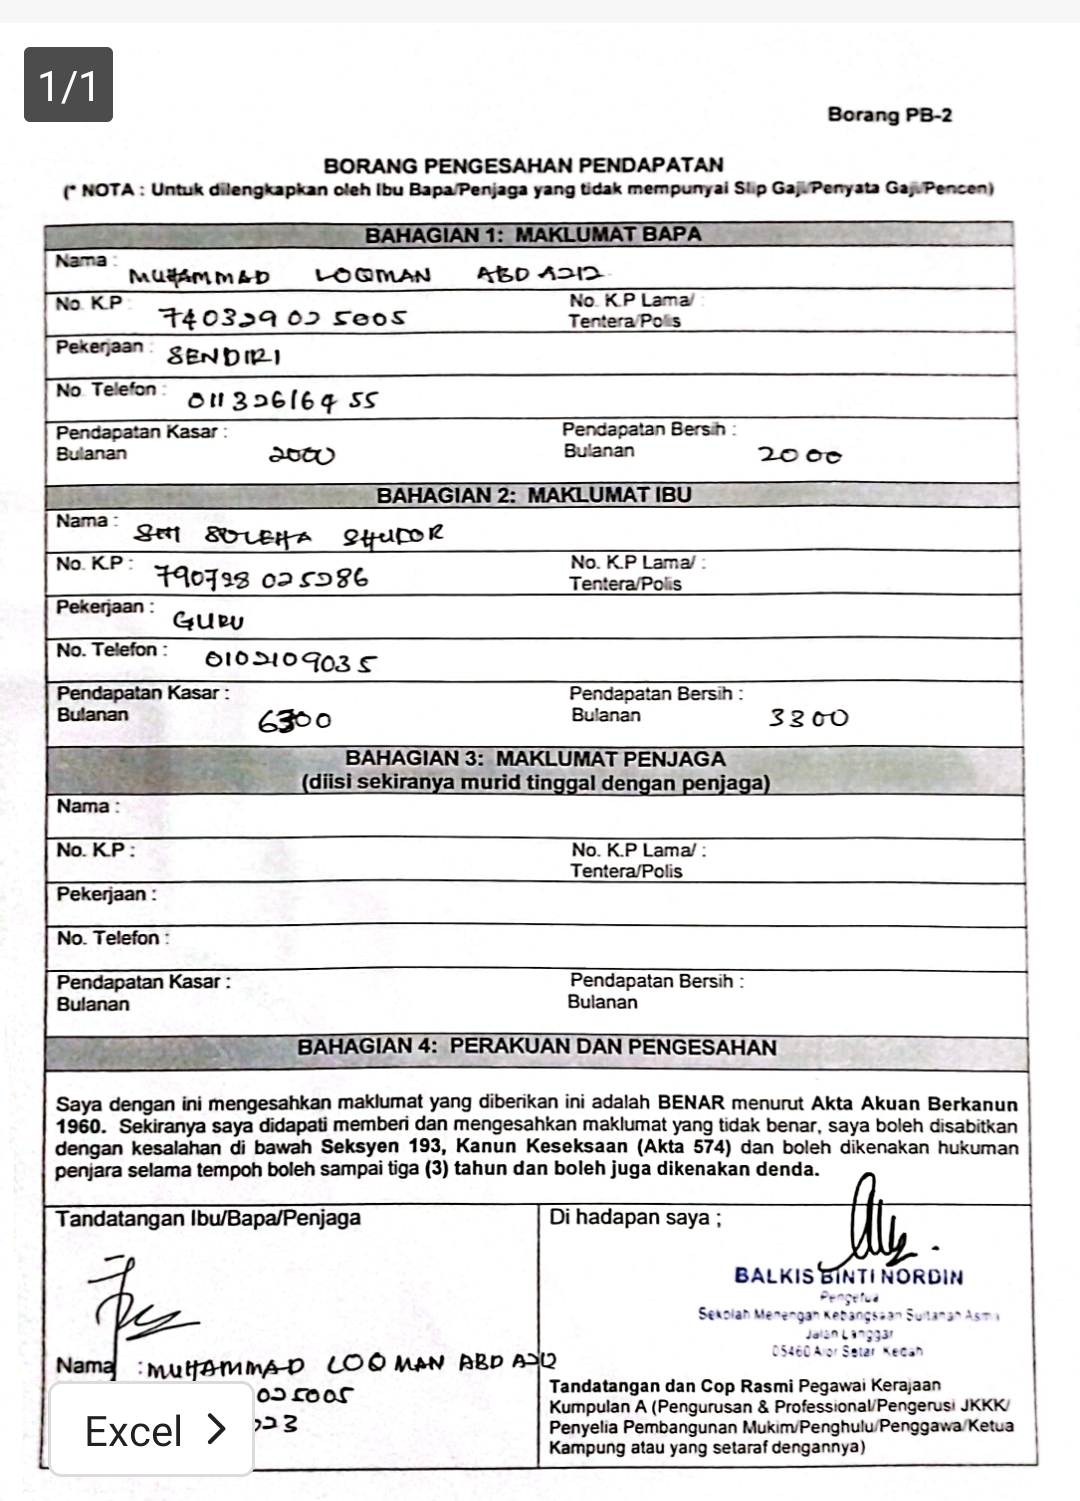 1/1
Borang PB-2
BORANG PENGESAHAN PENDAPATAN
(* NOTA : Untuk dilengkapkan oleh Ibu Bapa/Penjaga yang tidak mempunyai Slip Gaji/Penyata Gaji/Pencen)
BAHAGIAN 1: MAKLUMAT BAPA
Nama : MUHAMMAD LOQMAN ABD AZIZ
No. K.P : 740329 02 5005 No. K.P Lama/ :
Tentera/Polis
Pekerjaan : SENDIRI
No. Telefon : 011 326164 55
Pendapatan Kasar : Pendapatan Bersih :
Bulanan 2000 Bulanan 2000
BAHAGIAN 2: MAKLUMAT IBU
Nama : SITI SOLEHA SHUDOR
No. K.P : 790728 025286 No. K.P Lama/ :
Tentera/Polis
Pekerjaan : GURU
No. Telefon : 0102109035
Pendapatan Kasar : Pendapatan Bersih :
Bulanan 6300 Bulanan 3300
BAHAGIAN 3: MAKLUMAT PENJAGA
(diisi sekiranya murid tinggal dengan penjaga)
Nama :
No. K.P : No. K.P Lama/ :
Tentera/Polis
Pekerjaan :
No. Telefon :
Pendapatan Kasar : Pendapatan Bersih :
Bulanan Bulanan
BAHAGIAN 4: PERAKUAN DAN PENGESAHAN
Saya dengan ini mengesahkan maklumat yang diberikan ini adalah BENAR menurut Akta Akuan Berkanun
1960. Sekiranya saya didapati memberi dan mengesahkan maklumat yang tidak benar, saya boleh disabitkan
dengan kesalahan di bawah Seksyen 193, Kanun Keseksaan (Akta 574) dan boleh dikenakan hukuman
penjara selama tempoh boleh sampai tiga (3) tahun dan boleh juga dikenakan denda.
Tandatangan Ibu/Bapa/Penjaga
Nama : MUHAMMAD LOQMAN ABD AZIZ
025005
023
Di hadapan saya ;
BALKIS BINTI NORDIN
Pengetua
Sekolah Menengah Kebangsaan Sultanah Asma
Jalan Langgar
05460 Alor Setar Kedah
Tandatangan dan Cop Rasmi Pegawai Kerajaan
Kumpulan A (Pengurusan & Professional/Pengerusi JKKK/
Penyelia Pembangunan Mukim/Penghulu/Penggawa/Ketua
Kampung atau yang setaraf dengannya)
Excel >